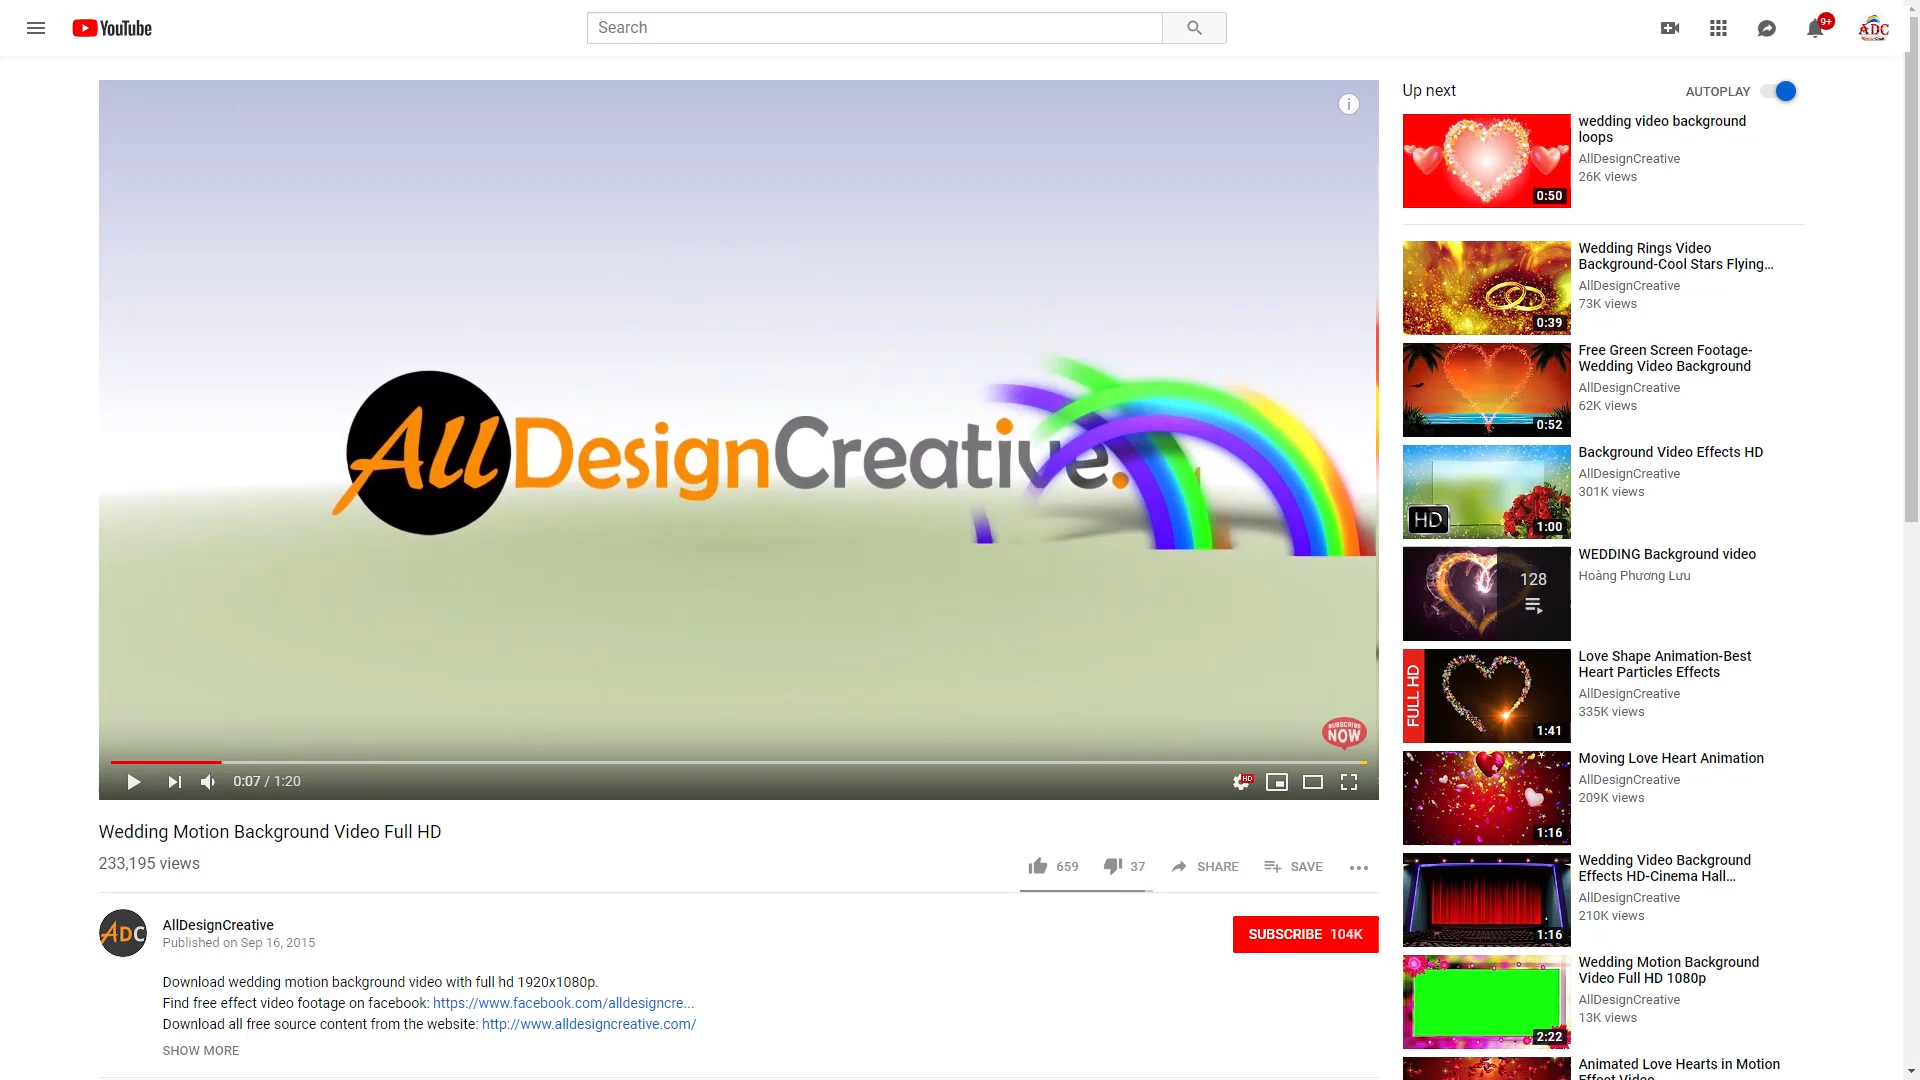 YouTube
Search
9+
ADC
AllDesignCreative.
SUBSCRIBE
NOW
0:07 / 1:20
HD
Wedding Motion Background Video Full HD
233,195 views
659
37
SHARE
SAVE
ADC
AllDesignCreative
Published on Sep 16, 2015
SUBSCRIBE 104K
Download wedding motion background video with full hd 1920x1080p.
Find free effect video footage on facebook: https://www.facebook.com/alldesigncre...
Download all free source content from the website: http://www.alldesigncreative.com/
SHOW MORE
Up next
AUTOPLAY
0:50
wedding video background
loops
AllDesignCreative
26K views
0:39
Wedding Rings Video
Background-Cool Stars Flying...
AllDesignCreative
73K views
0:52
Free Green Screen Footage-
Wedding Video Background
AllDesignCreative
62K views
HD
1:00
Background Video Effects HD
AllDesignCreative
301K views
128
WEDDING Background video
Hoàng Phương Lưu
FULL HD
1:41
Love Shape Animation-Best
Heart Particles Effects
AllDesignCreative
335K views
1:16
Moving Love Heart Animation
AllDesignCreative
209K views
1:16
Wedding Video Background
Effects HD-Cinema Hall...
AllDesignCreative
210K views
2:22
Wedding Motion Background
Video Full HD 1080p
AllDesignCreative
13K views
Animated Love Hearts in Motion
Effect Video